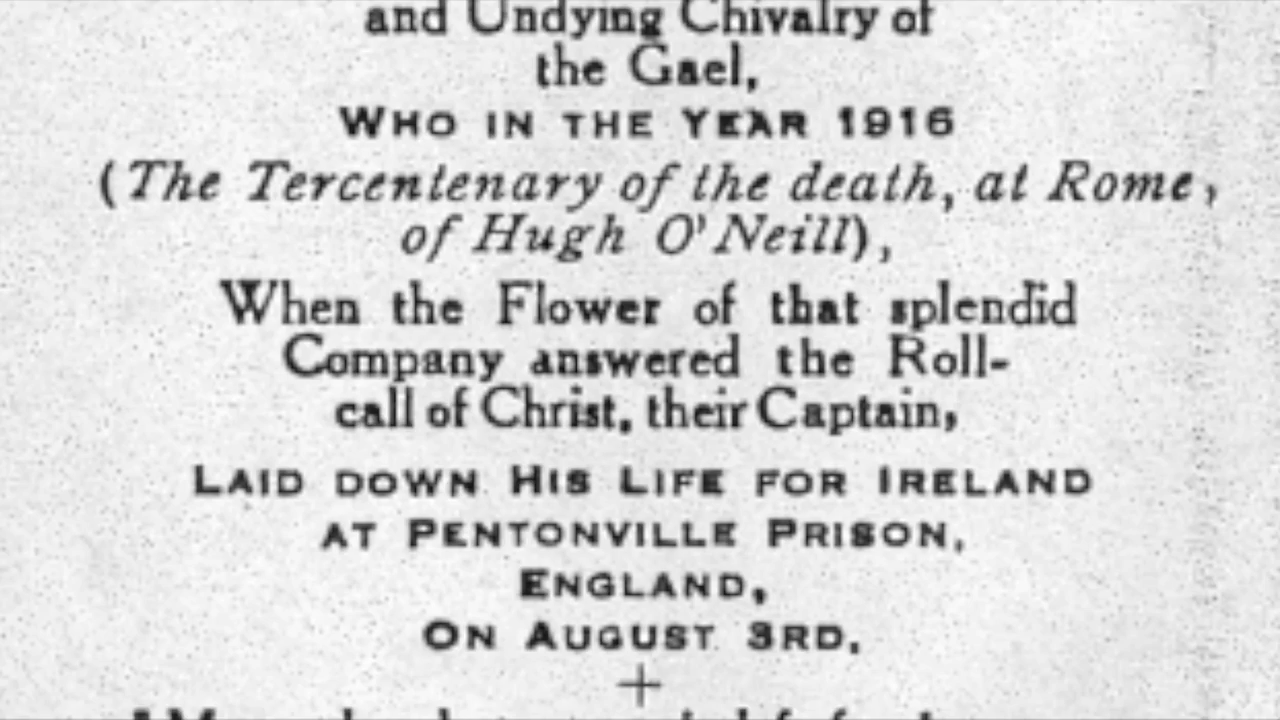 and Undying Chivalry of
the Gael,
WHO IN THE YEAR 1916
(The Tercentenary of the death, at Rome,
of Hugh O'Neill),
When the Flower of that splendid
Company answered the Roll-
call of Christ, their Captain,
LAID DOWN HIS LIFE FOR IRELAND
AT PENTONVILLE PRISON,
ENGLAND,
ON AUGUST 3RD.
+